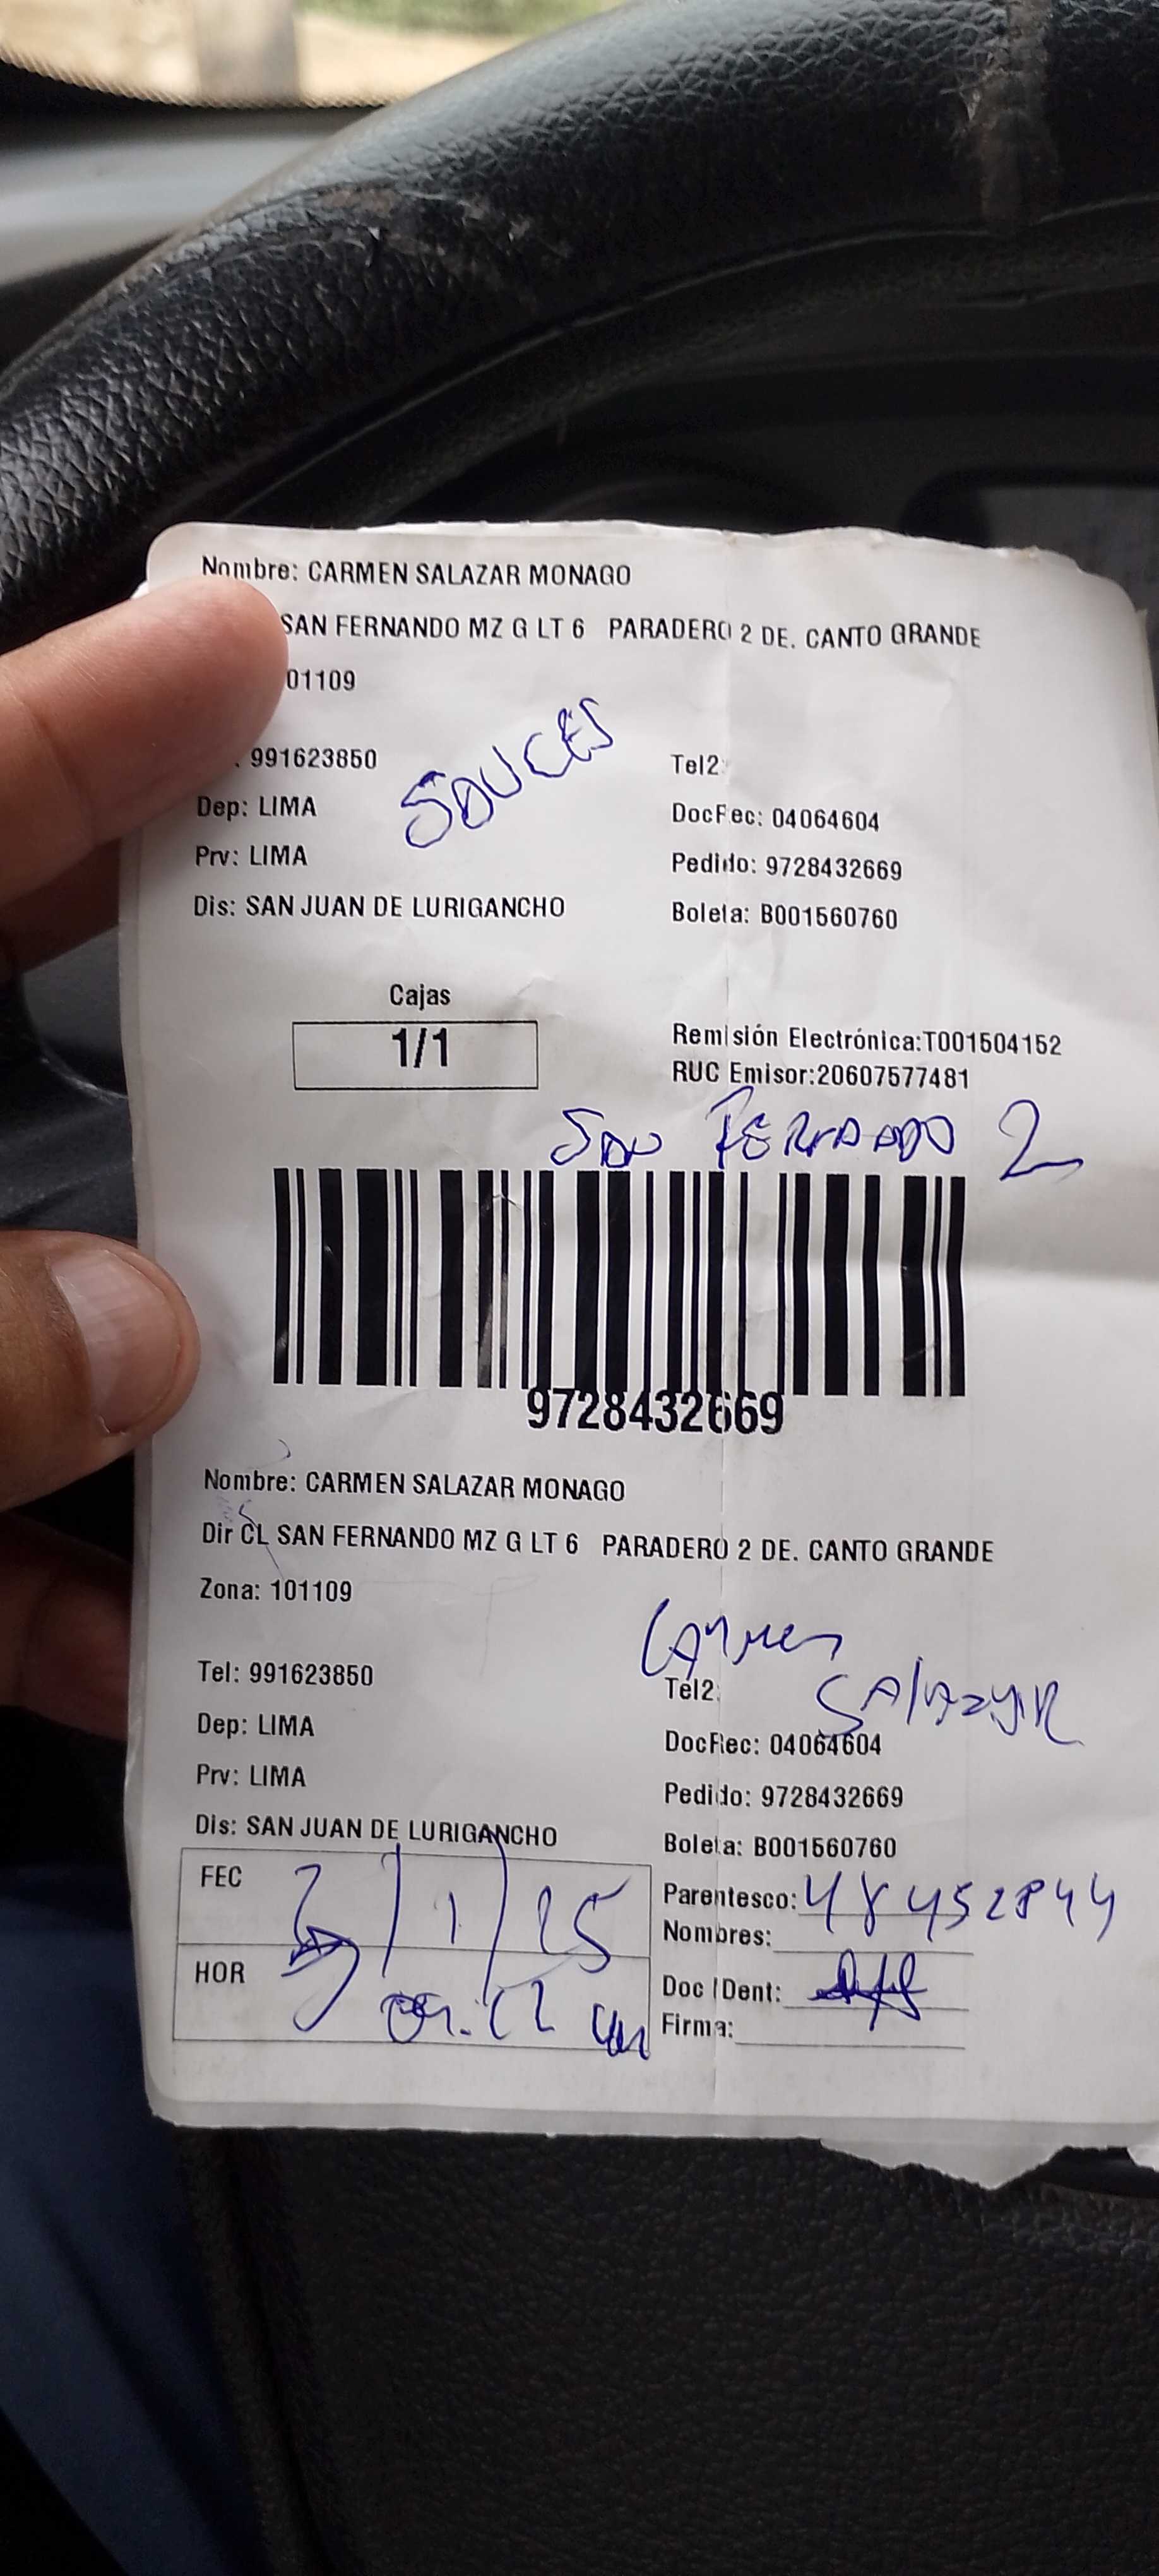 Nombre: CARMEN SALAZAR MONAGO
SAN FERNANDO MZ G LT 6 PARADERO 2 DE. CANTO GRANDE
01109
991623850
SAUCES
Tel2:
Dep: LIMA
DocRec: 04064604
Prv: LIMA
Pedido: 9728432669
Dis: SAN JUAN DE LURIGANCHO
Boleta: B001560760
Cajas
1/1
Remisión Electrónica:T001504152
RUC Emisor:20607577481
SAN FERNANDO 2
9728432669
Nombre: CARMEN SALAZAR MONAGO
Dir CL SAN FERNANDO MZ G LT 6 PARADERO 2 DE. CANTO GRANDE
Zona: 101109
Carmen
Salazar
Tel: 991623850
Tel2:
Dep: LIMA
DocRec: 04064604
Prv: LIMA
Pedido: 9728432669
Dis: SAN JUAN DE LURIGANCHO
Boleta: B001560760
FEC
/1/25
Parentesco: 48452844
Nombres:
HOR
Doc IDent:
Firma: